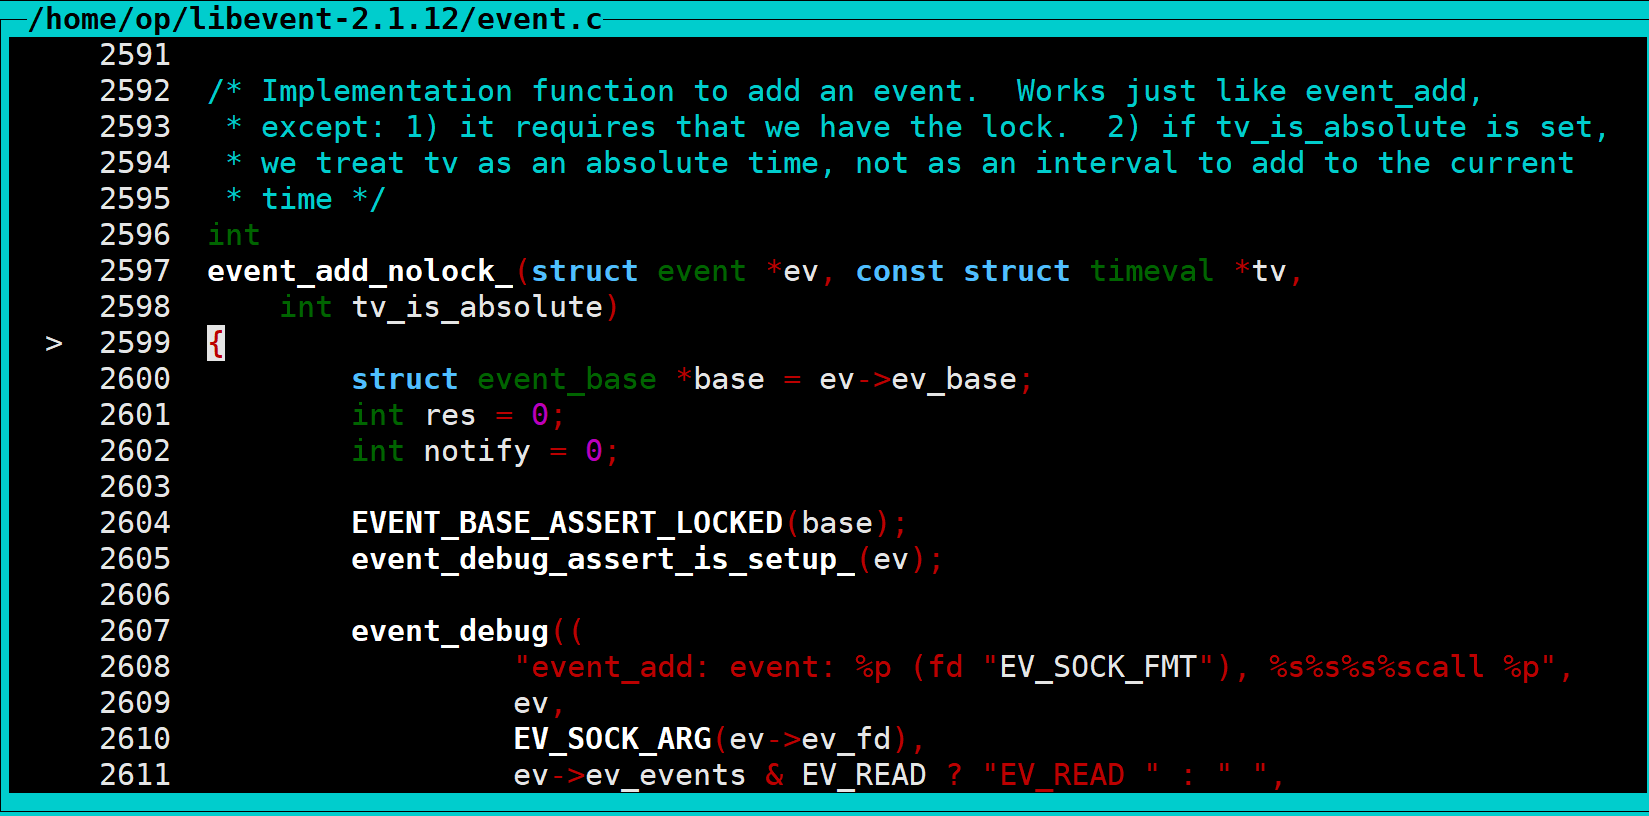 /home/op/libevent-2.1.12/event.c
2591
2592  /* Implementation function to add an event.  Works just like event_add,
2593   * except: 1) it requires that we have the lock.  2) if tv_is_absolute is set,
2594   * we treat tv as an absolute time, not as an interval to add to the current
2595   * time */
2596  int
2597  event_add_nolock_(struct event *ev, const struct timeval *tv,
2598      int tv_is_absolute)
>  2599  {
2600          struct event_base *base = ev->ev_base;
2601          int res = 0;
2602          int notify = 0;
2603
2604          EVENT_BASE_ASSERT_LOCKED(base);
2605          event_debug_assert_is_setup_(ev);
2606
2607          event_debug((
2608                   "event_add: event: %p (fd "EV_SOCK_FMT"), %s%s%s%scall %p",
2609                   ev,
2610                   EV_SOCK_ARG(ev->ev_fd),
2611                   ev->ev_events & EV_READ ? "EV_READ " : " ",